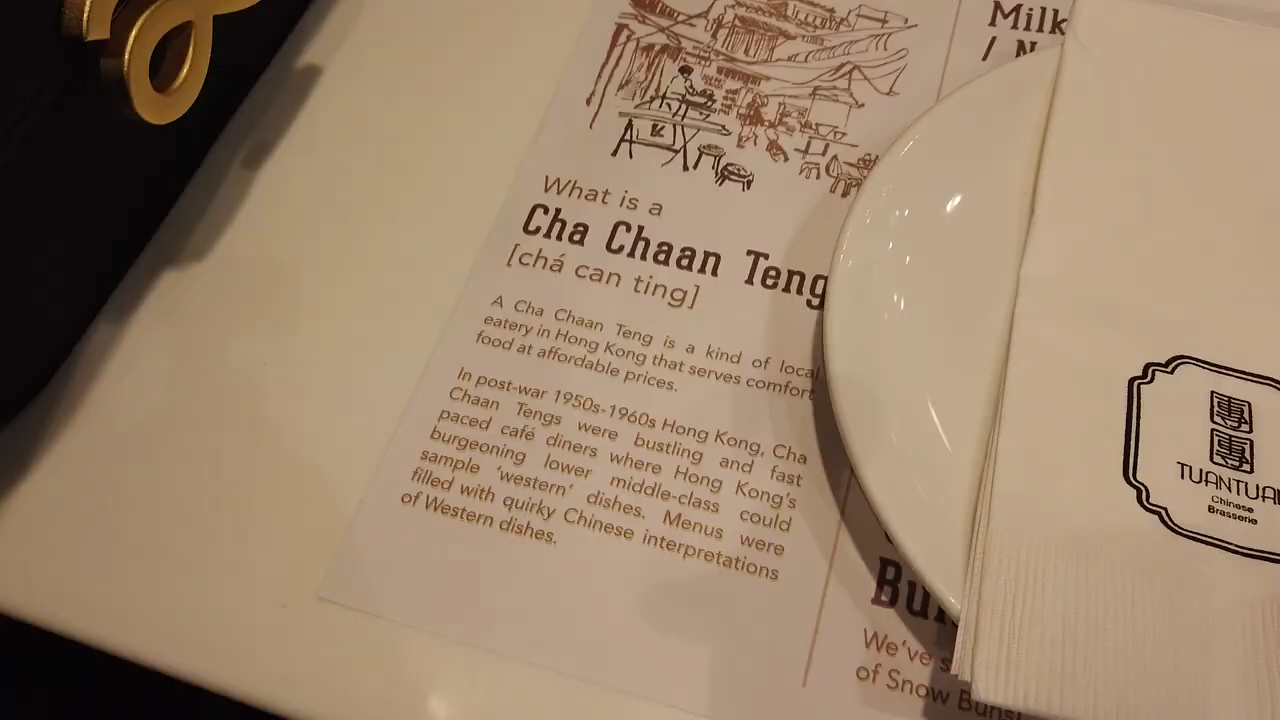 What is a
Cha Chaan Teng
[chá can ting]
A Cha Chaan Teng is a kind of local
eatery in Hong Kong that serves comfort
food at affordable prices.
In post-war 1950s-1960s Hong Kong, Cha
Chaan Tengs were bustling and fast
paced café diners where Hong Kong's
burgeoning lower middle-class could
sample 'western' dishes. Menus were
filled with quirky Chinese interpretations
of Western dishes.
Milk
/
We've
of Snow Buns!
專
專
Chinese
Brasserie